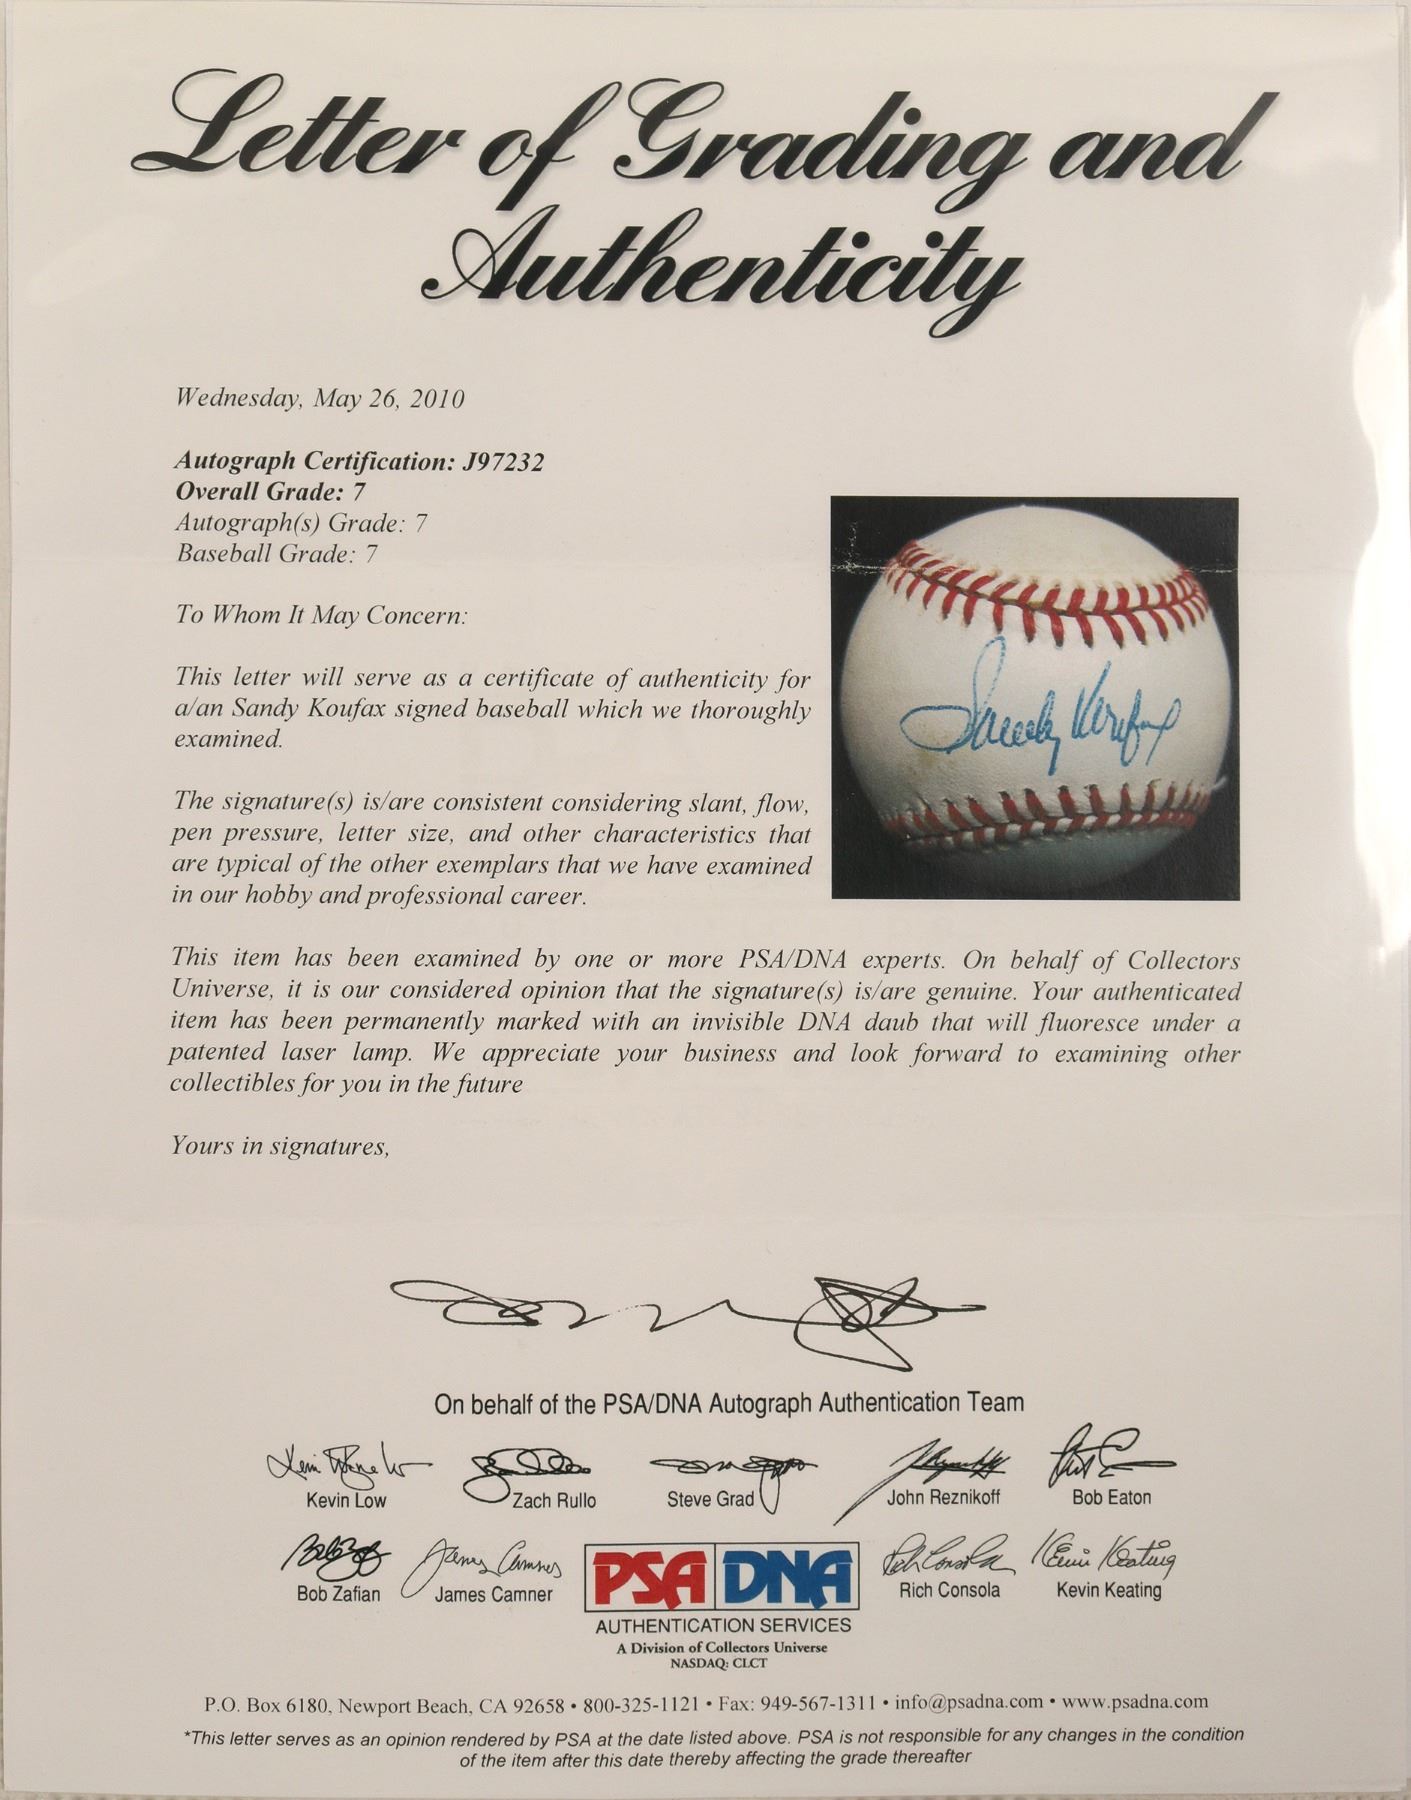 Letter of Grading and
Authenticity
Wednesday, May 26, 2010
Autograph Certification: J97232
Overall Grade: 7
Autograph(s) Grade: 7
Baseball Grade: 7
To Whom It May Concern:
This letter will serve as a certificate of authenticity for
a/an Sandy Koufax signed baseball which we thoroughly
examined.
Sandy Koufax
The signature(s) is/are consistent considering slant, flow,
pen pressure, letter size, and other characteristics that
are typical of the other exemplars that we have examined
in our hobby and professional career.
This item has been examined by one or more PSA/DNA experts. On behalf of Collectors
Universe, it is our considered opinion that the signature(s) is/are genuine. Your authenticated
item has been permanently marked with an invisible DNA daub that will fluoresce under a
patented laser lamp. We appreciate your business and look forward to examining other
collectibles for you in the future
Yours in signatures,
On behalf of the PSA/DNA Autograph Authentication Team
Kevin Low Zach Rullo Steve Grad John Reznikoff Bob Eaton
James Camner Rich Consola Kevin Keating
Bob Zafian James Camner PSA DNA Rich Consola Kevin Keating
AUTHENTICATION SERVICES
A Division of Collectors Universe
NASDAQ: CLCT
P.O. Box 6180, Newport Beach, CA 92658 • 800-325-1121 • Fax: 949-567-1311 • info@psadna.com • www.psadna.com
*This letter serves as an opinion rendered by PSA at the date listed above. PSA is not responsible for any changes in the condition
of the item after this date thereby affecting the grade thereafter